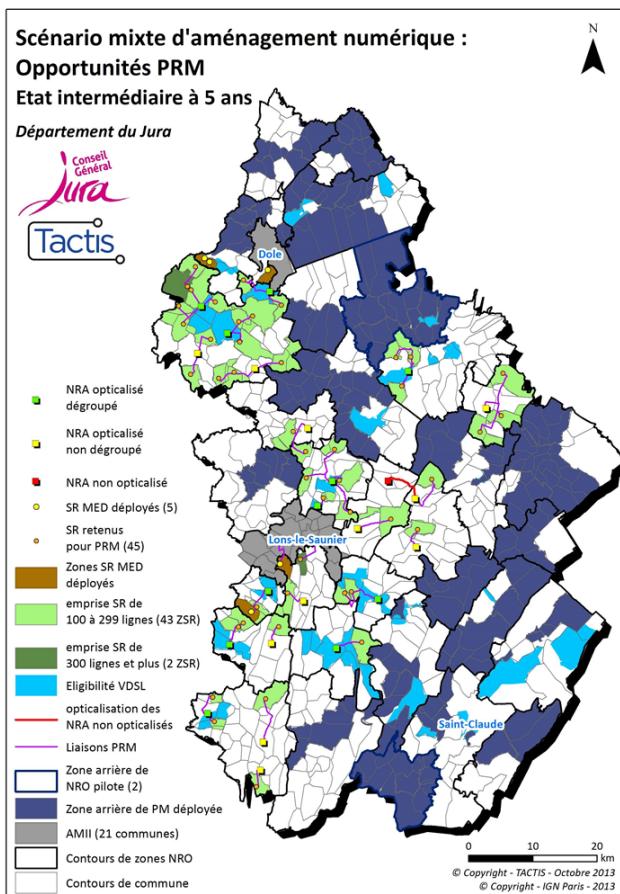 Scénario mixte d'aménagement numérique :
Opportunités PRM
Etat intermédiaire à 5 ans
Département du Jura
Conseil
Général
Jura
Tactis
N
Dole
Lons-le-Saunier
Saint-Claude
NRA opticalisé
dégroupé
NRA opticalisé
non dégroupé
NRA non opticalisé
SR MED déployés (5)
SR retenus
pour PRM (45)
Zones SR MED
déployés
emprise SR de
100 à 299 lignes (43 ZSR)
emprise SR de
300 lignes et plus (2 ZSR)
Eligibilité VDSL
opticalisation des
NRA non opticalisés
Liaisons PRM
Zone arrière de
NRO pilote (2)
Zone arrière de PM déployée
AMII (21 communes)
Contours de zones NRO
Contours de commune
0 10 20
km
© Copyright - TACTIS - Octobre 2013
© Copyright - IGN Paris - 2013